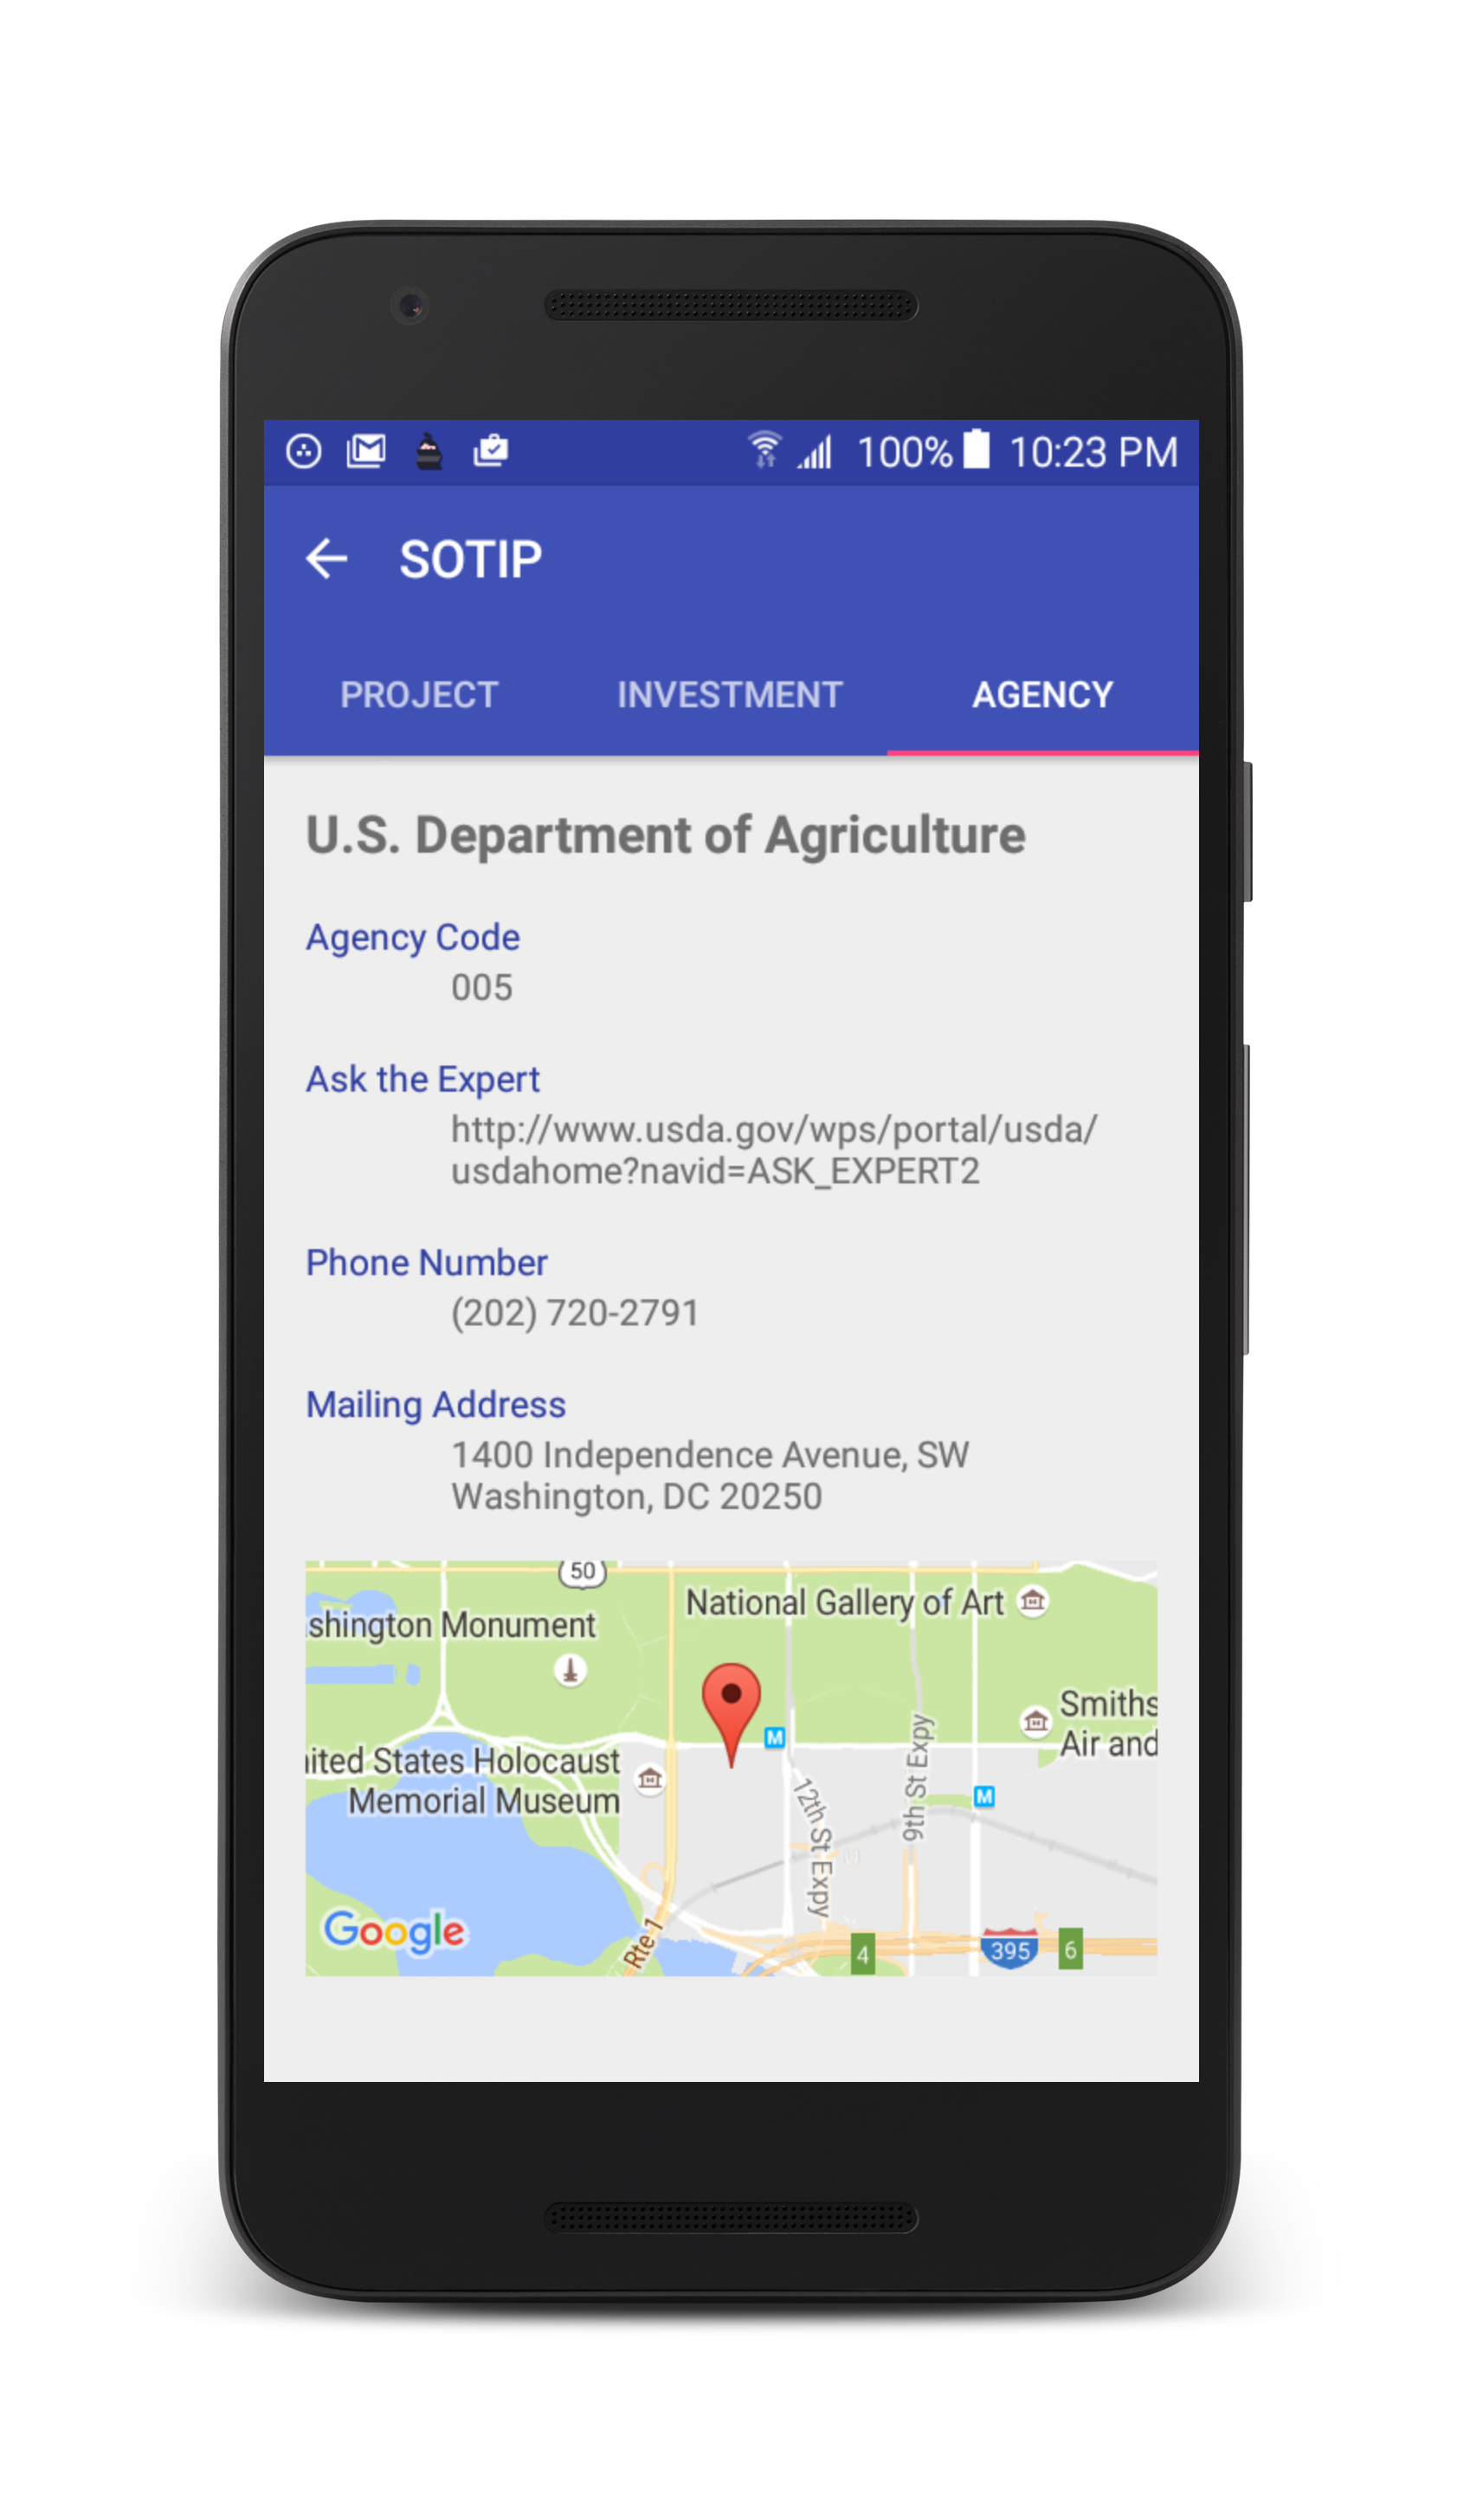 100% 10:23 PM
SOTIP
PROJECT INVESTMENT AGENCY
U.S. Department of Agriculture
Agency Code
005
Ask the Expert
http://www.usda.gov/wps/portal/usda/
usdahome?navid=ASK_EXPERT2
Phone Number
(202) 720-2791
Mailing Address
1400 Independence Avenue, SW
Washington, DC 20250
50
National Gallery of Art
shington Monument
Smiths
Air and
M
ited States Holocaust
Memorial Museum
M
12th St Expy
9th St Expy
Google
Rte 1
4
395
6